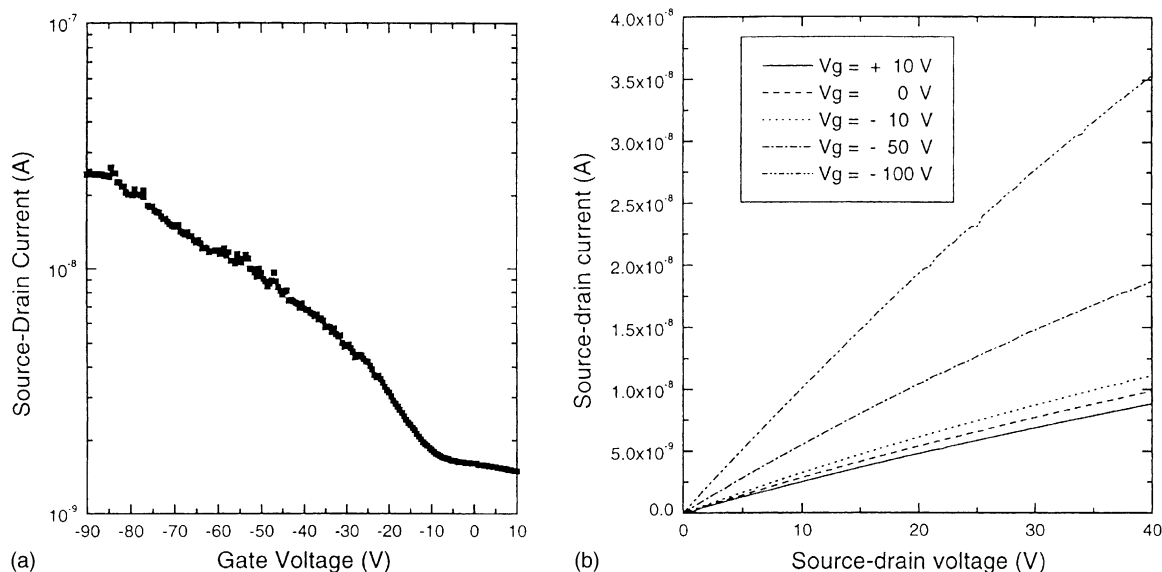 10⁻⁷
10⁻⁸
10⁻⁹
Source-Drain Current (A)
-90 -80 -70 -60 -50 -40 -30 -20 -10 0 10
Gate Voltage (V)
(a)
4.0x10⁻⁸
3.5x10⁻⁸
3.0x10⁻⁸
2.5x10⁻⁸
2.0x10⁻⁸
1.5x10⁻⁸
1.0x10⁻⁸
5.0x10⁻⁹
0.0
Source-drain current (A)
Vg = + 10 V
Vg = 0 V
Vg = - 10 V
Vg = - 50 V
Vg = - 100 V
0 10 20 30 40
Source-drain voltage (V)
(b)